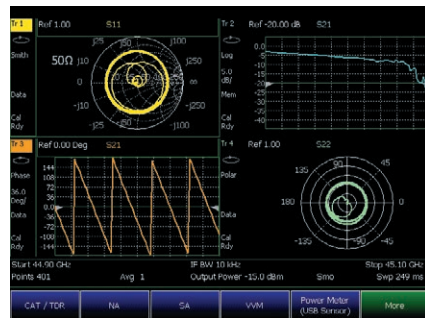 Tr 1 Ref 1.00 S11
Smith
Data
Cal
Rdy
50Ω
j10
j25
j50
j100
j250
0
∞
-j10
-j25
-j50
-j100
-j250
Tr 2 Ref -20.00 dB S21
Log
5.0
dB/
Mem
Cal
Rdy
0.0
-5
-10
-15
-20
-25
-30
-35
-40
Tr 3 Ref 0.00 Deg S21
Phase
36.0
Deg/
Data
Cal
Rdy
144
108
72
36
0.0
-36
-72
-108
-144
Tr 4 Ref 1.00 S22
Polar
Data
Cal
Rdy
90
45
135
180
0
-135
-90
-45
Start 44.90 GHz IF BW 10 kHz Stop 45.10 GHz
Points 401 Avg 1 Output Power -15.0 dBm Smo Swp 249 ms
CAT / TDR NA SA VVM Power Meter (USB Sensor) More